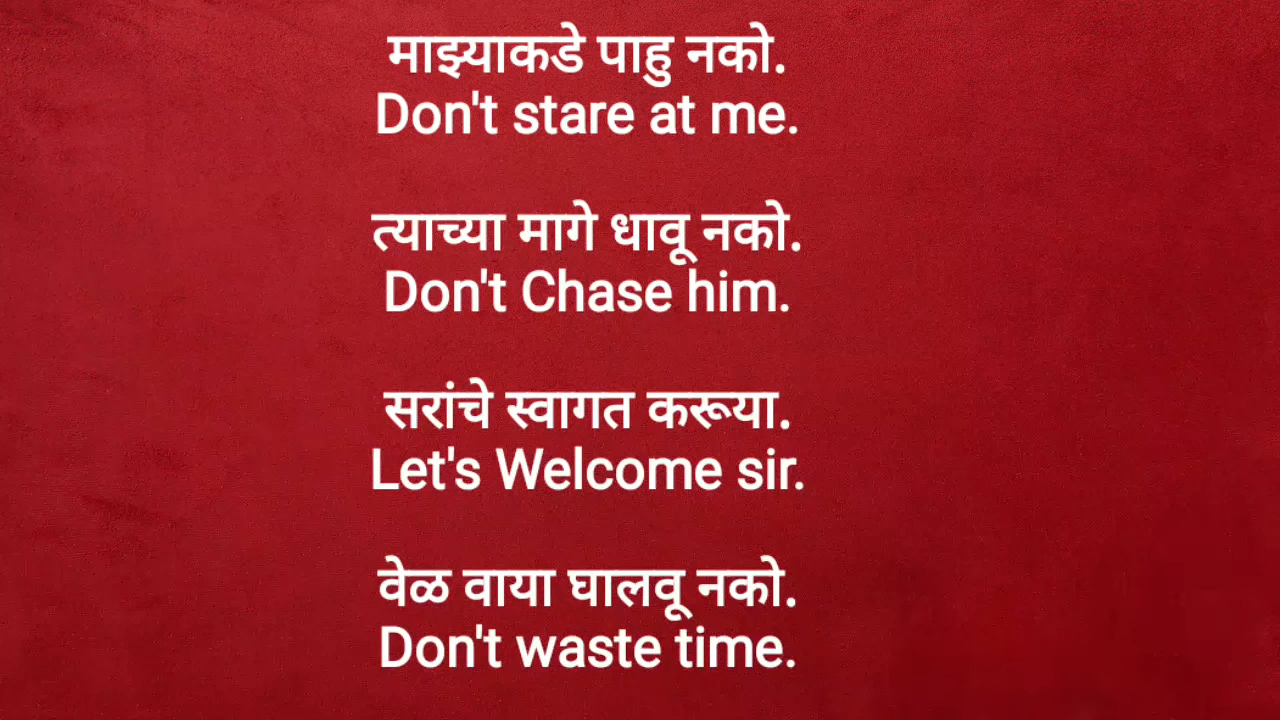 माझ्याकडे पाहु नको.
Don't stare at me.
त्याच्या मागे धावू नको.
Don't Chase him.
सरांचे स्वागत करूया.
Let's Welcome sir.
वेळ वाया घालवू नको.
Don't waste time.